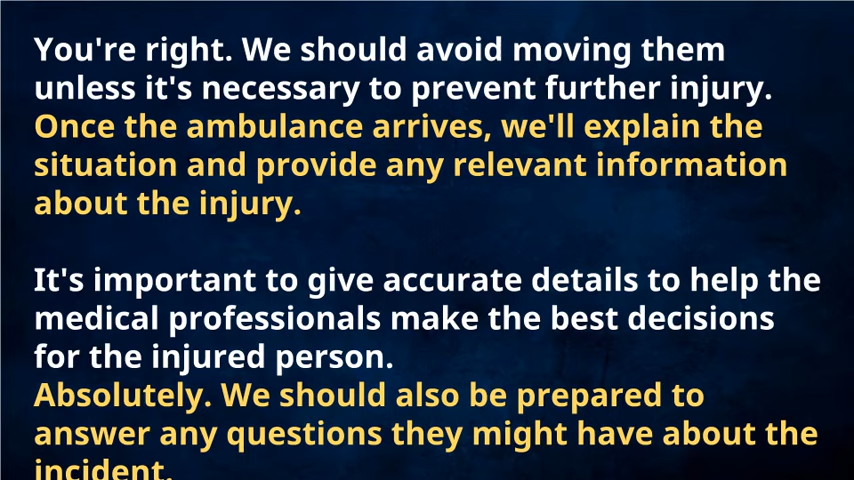 You're right. We should avoid moving them
unless it's necessary to prevent further injury.
Once the ambulance arrives, we'll explain the
situation and provide any relevant information
about the injury.
It's important to give accurate details to help the
medical professionals make the best decisions
for the injured person.
Absolutely. We should also be prepared to
answer any questions they might have about the
incident.